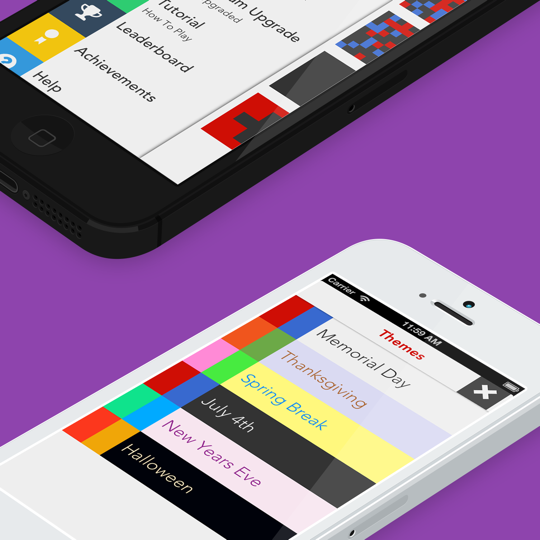 Upgrade
pgraded
Tutorial
How To Play
Leaderboard
Achievements
?
Help
Carrier
11:59 AM
Themes
Memorial Day
Thanksgiving
Spring Break
July 4th
New Years Eve
Halloween